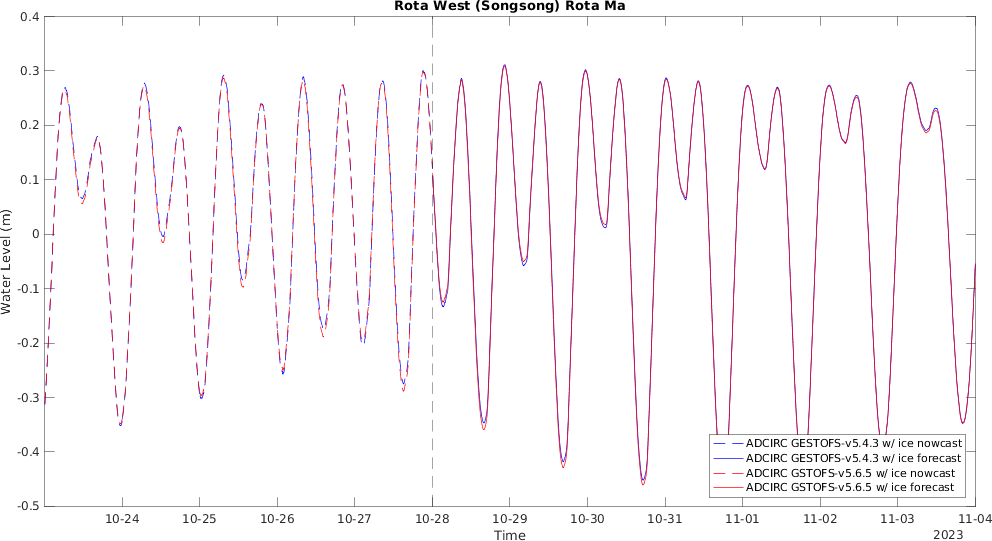 Rota West (Songsong) Rota Ma
0.4
0.3
0.2
0.1
0
-0.1
-0.2
-0.3
-0.4
-0.5
Water Level (m)
ADCIRC GESTOFS-v5.4.3 w/ ice nowcast
ADCIRC GESTOFS-v5.4.3 w/ ice forecast
ADCIRC GSTOFS-v5.6.5 w/ ice nowcast
ADCIRC GSTOFS-v5.6.5 w/ ice forecast
10-24 10-25 10-26 10-27 10-28 10-29 10-30 10-31 11-01 11-02 11-03 11-04
Time
2023